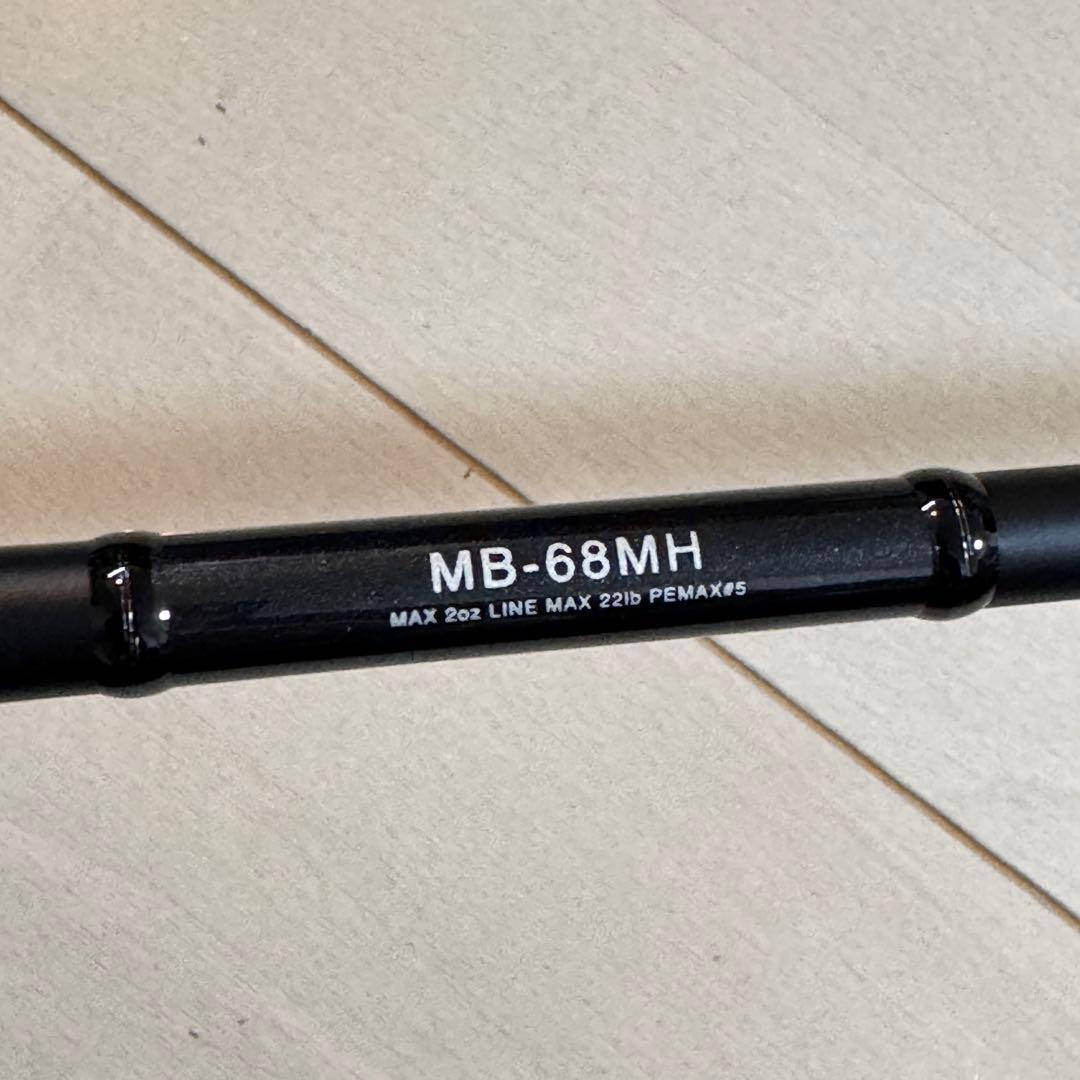 MB-68MH
MAX 2oz LINE MAX 22lb PEMAX#5